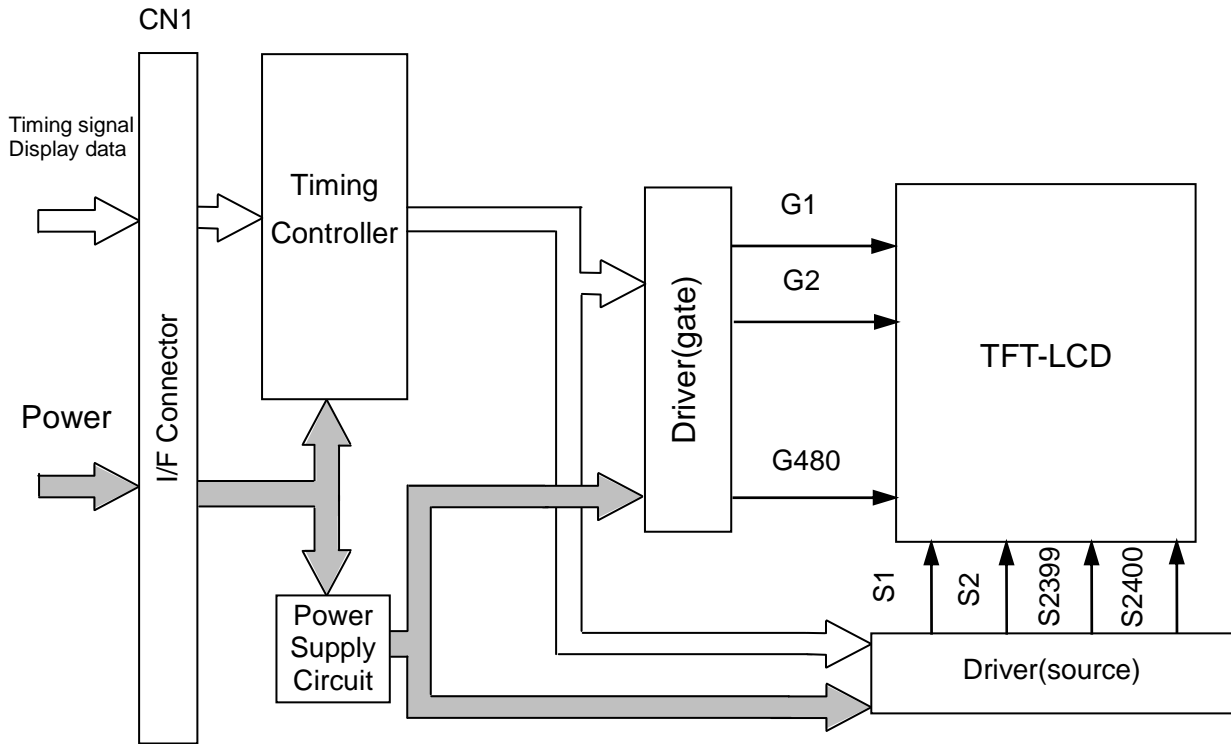 CN1
Timing signal
Display data
Power
I/F Connector
Timing
Controller
Power
Supply
Circuit
Driver(gate)
G1
G2
G480
TFT-LCD
S1
S2
S2399
S2400
Driver(source)